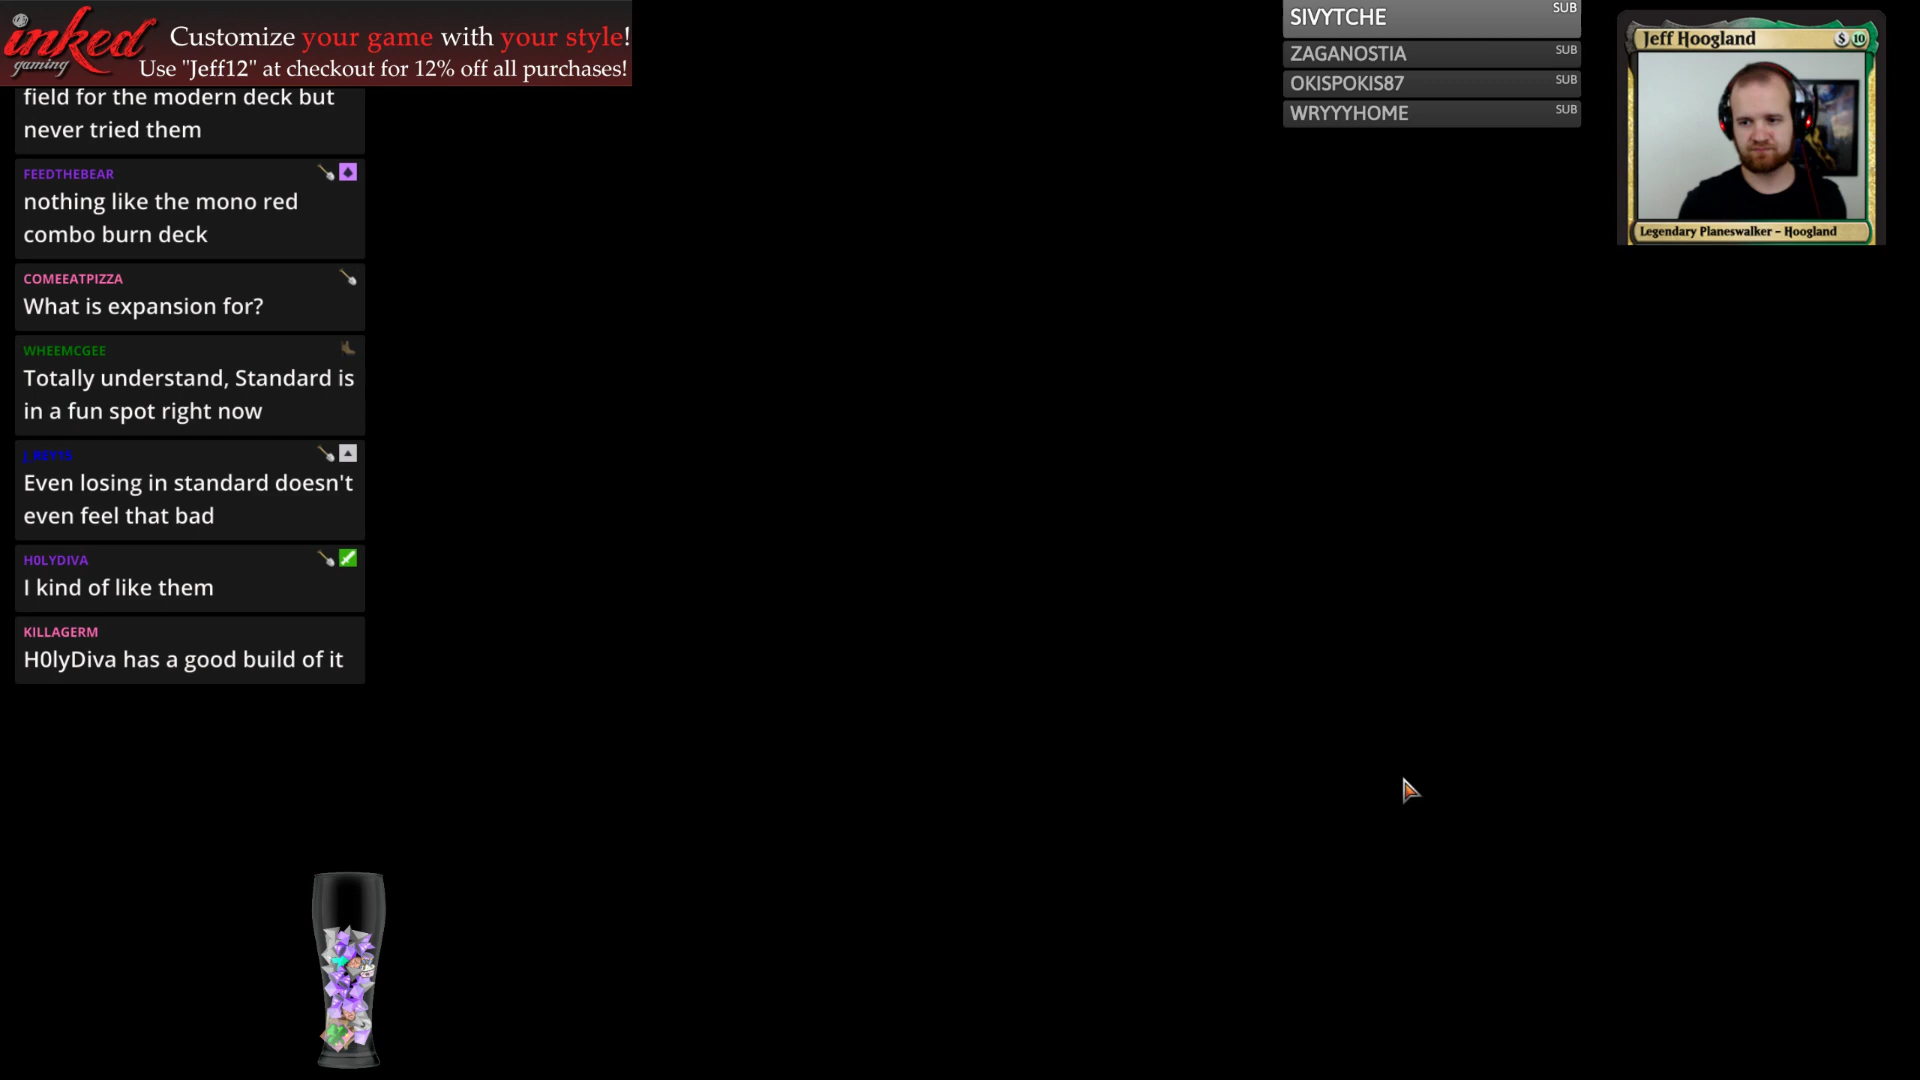 inked
gaming
Customize your game with your style!
Use "Jeff12" at checkout for 12% off all purchases!
field for the modern deck but
never tried them
FEEDTHEBEAR
nothing like the mono red
combo burn deck
COMEEATPIZZA
What is expansion for?
WHEEMCGEE
Totally understand, Standard is
in a fun spot right now
J_REY15
Even losing in standard doesn't
even feel that bad
H0LYDIVA
I kind of like them
KILLAGERM
H0lyDiva has a good build of it
SIVYTCHE SUB
ZAGANOSTIA SUB
OKISPOKIS87 SUB
WRYYYHOME SUB
Jeff Hoogland $ 10
Legendary Planeswalker – Hoogland